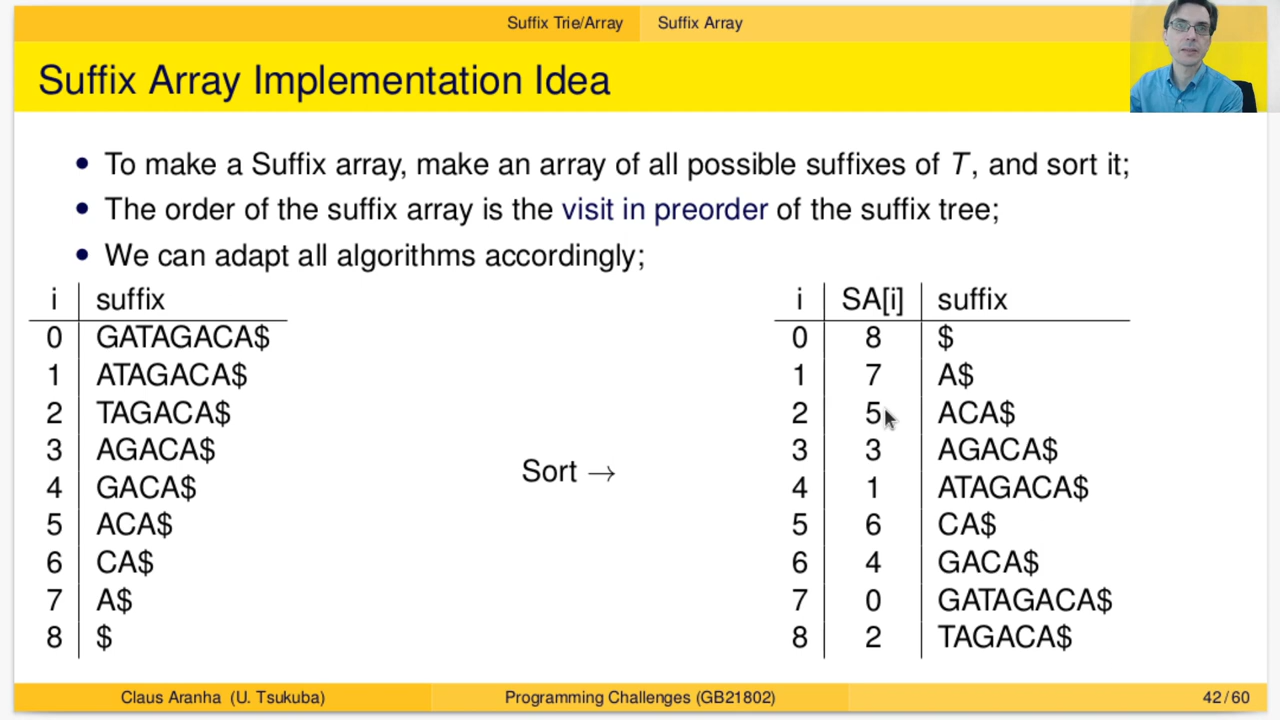 Suffix Trie/Array Suffix Array
Suffix Array Implementation Idea
• To make a Suffix array, make an array of all possible suffixes of T, and sort it;
• The order of the suffix array is the visit in preorder of the suffix tree;
• We can adapt all algorithms accordingly;
i suffix
0 GATAGACA$
1 ATAGACA$
2 TAGACA$
3 AGACA$
4 GACA$
5 ACA$
6 CA$
7 A$
8 $
Sort →
i SA[i] suffix
0 8 $
1 7 A$
2 5 ACA$
3 3 AGACA$
4 1 ATAGACA$
5 6 CA$
6 4 GACA$
7 0 GATAGACA$
8 2 TAGACA$
Claus Aranha (U. Tsukuba) Programming Challenges (GB21802) 42 / 60